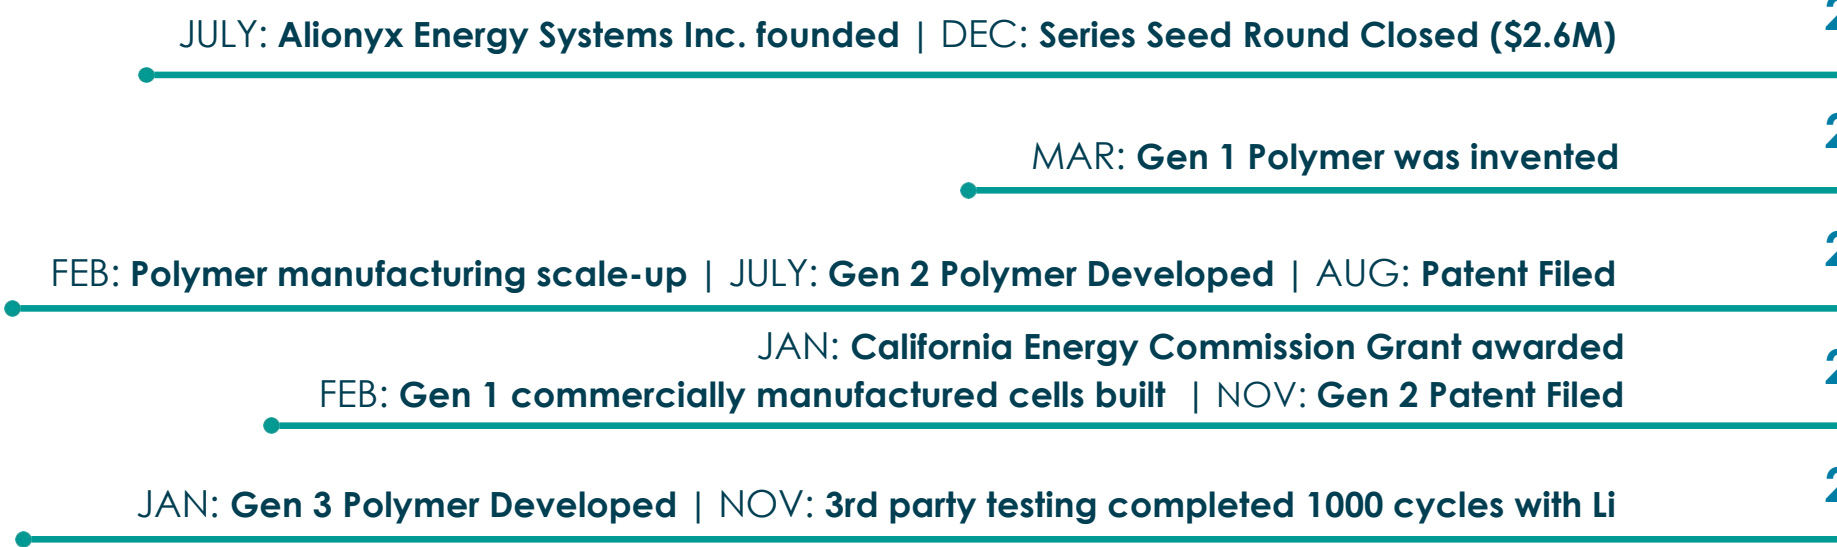 JULY: Alionyx Energy Systems Inc. founded | DEC: Series Seed Round Closed ($2.6M)
MAR: Gen 1 Polymer was invented
FEB: Polymer manufacturing scale-up | JULY: Gen 2 Polymer Developed | AUG: Patent Filed
JAN: California Energy Commission Grant awarded
FEB: Gen 1 commercially manufactured cells built | NOV: Gen 2 Patent Filed
JAN: Gen 3 Polymer Developed | NOV: 3rd party testing completed 1000 cycles with Li